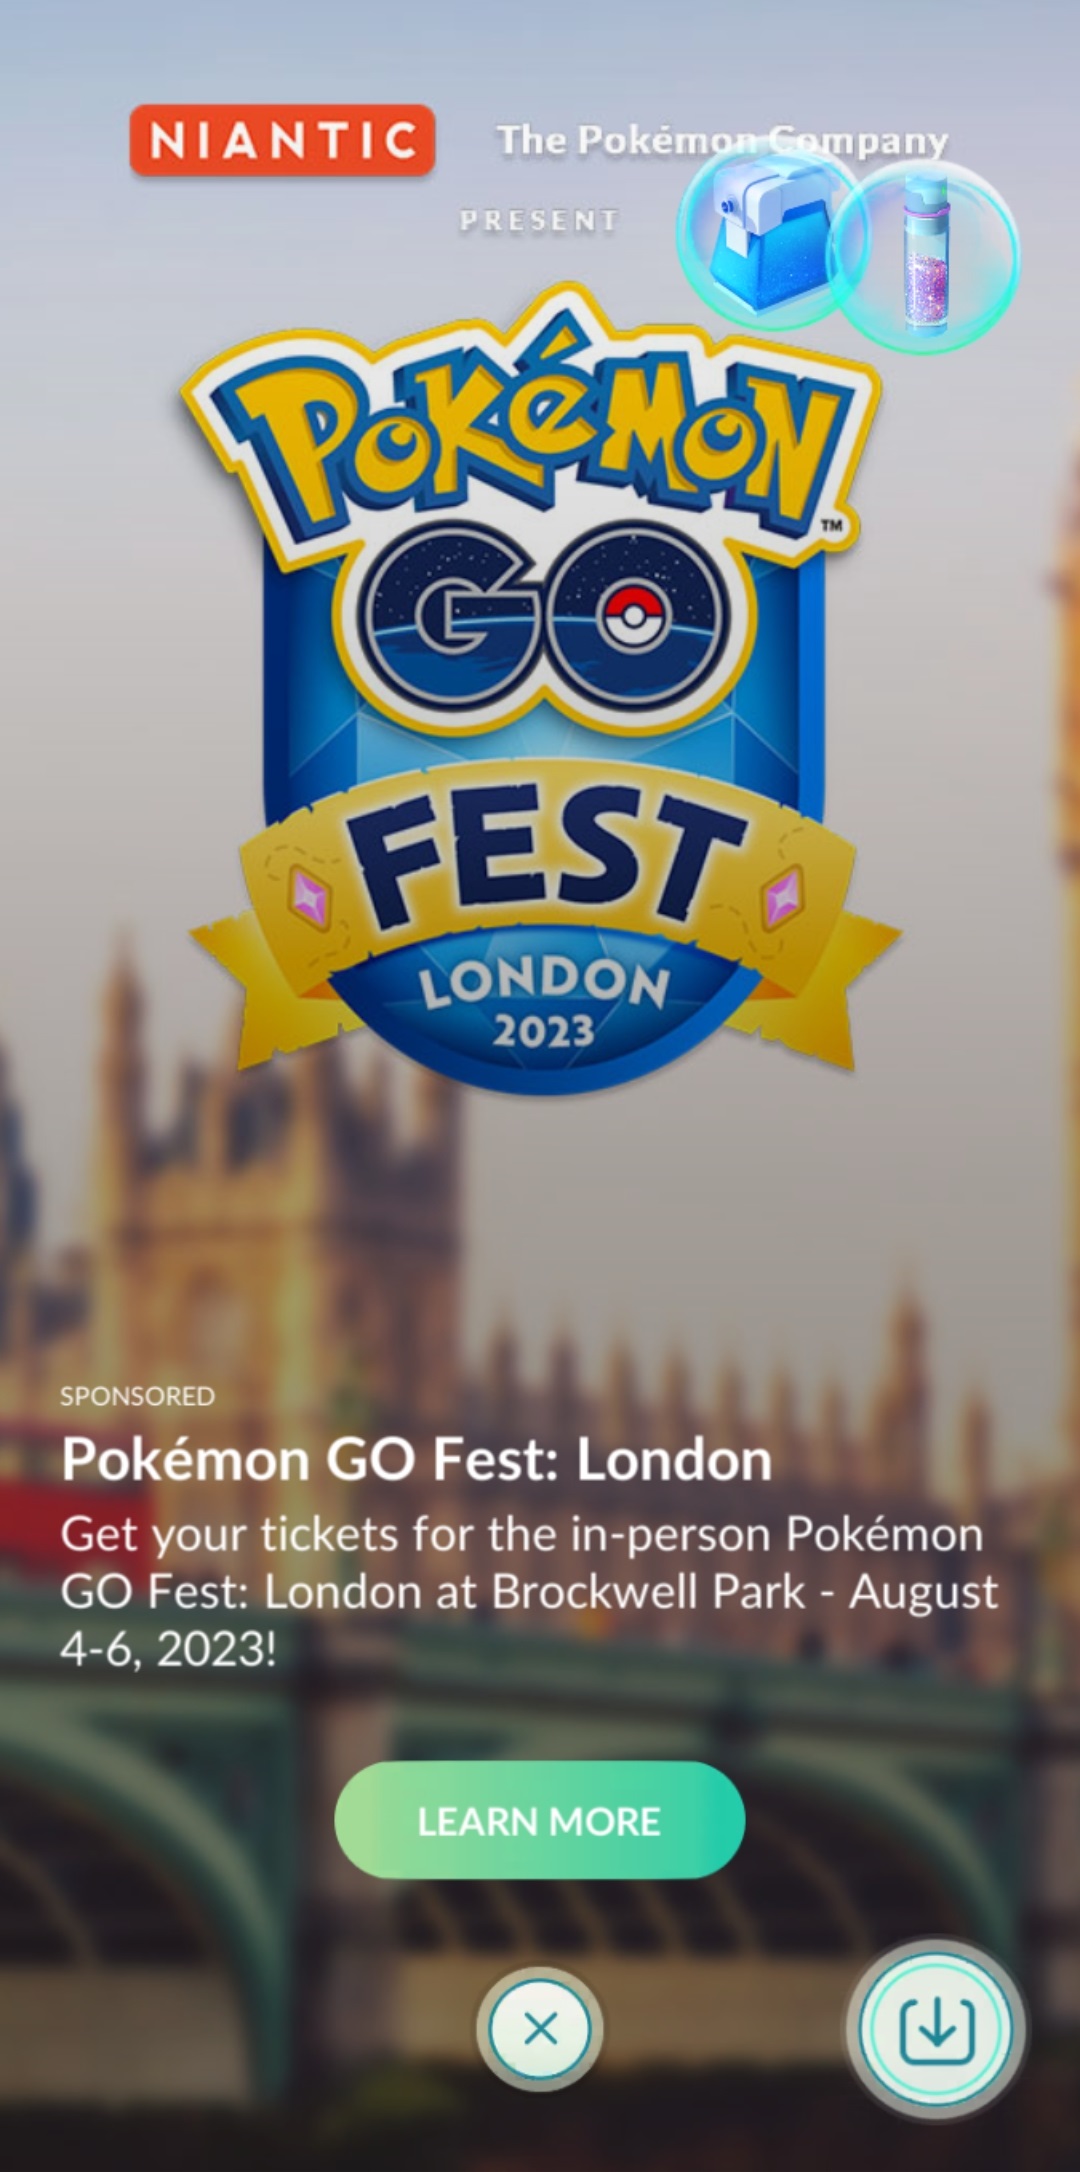 NIANTIC
The Pokémon Company
PRESENT
POKéMON
TM
GO
FEST
LONDON
2023
SPONSORED
Pokémon GO Fest: London
Get your tickets for the in-person Pokémon
GO Fest: London at Brockwell Park - August
4-6, 2023!
LEARN MORE